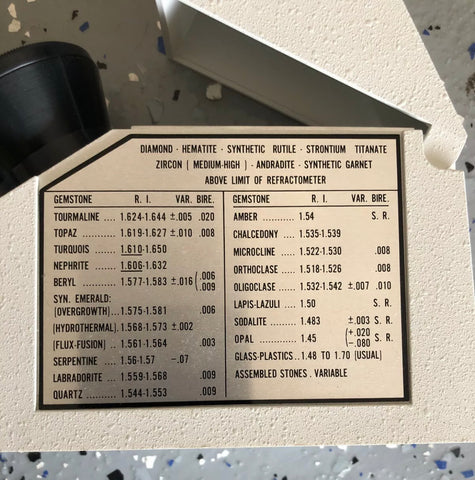 DIAMOND · HEMATITE · SYNTHETIC RUTILE · STRONTIUM TITANATE
ZIRCON ( MEDIUM-HIGH ) · ANDRADITE · SYNTHETIC GARNET
ABOVE LIMIT OF REFRACTOMETER
GEMSTONE R. I. VAR. BIRE.
TOURMALINE .... 1.624-1.644 ±.005 .020
TOPAZ .... 1.619-1.627 ±.010 .008
TURQUOIS ..... 1.610-1.650
NEPHRITE ...... 1.606-1.632
BERYL .......... 1.577-1.583 ±.016 (.006
.009
SYN. EMERALD:
(OVERGROWTH)...1.575-1.581 .006
(HYDROTHERMAL) 1.568-1.573 ±.002
(FLUX-FUSION) .. 1.561-1.564 .003
SERPENTINE .... 1.56-1.57 -.07
LABRADORITE ... 1.559-1.568 .009
QUARTZ ......... 1.544-1.553 .009
GEMSTONE R. I. VAR. BIRE.
AMBER ........... 1.54 S. R.
CHALCEDONY .... 1.535-1.539
MICROCLINE .... 1.522-1.530 .008
ORTHOCLASE .... 1.518-1.526 .008
OLIGOCLASE .... 1.532-1.542 ±.007 .010
LAPIS-LAZULI .... 1.50 S. R.
SODALITE ........ 1.483 ±.003 S. R.
OPAL ............ 1.45 (+.020
-.080 S. R.
GLASS-PLASTICS..1.48 TO 1.70 (USUAL)
ASSEMBLED STONES . VARIABLE